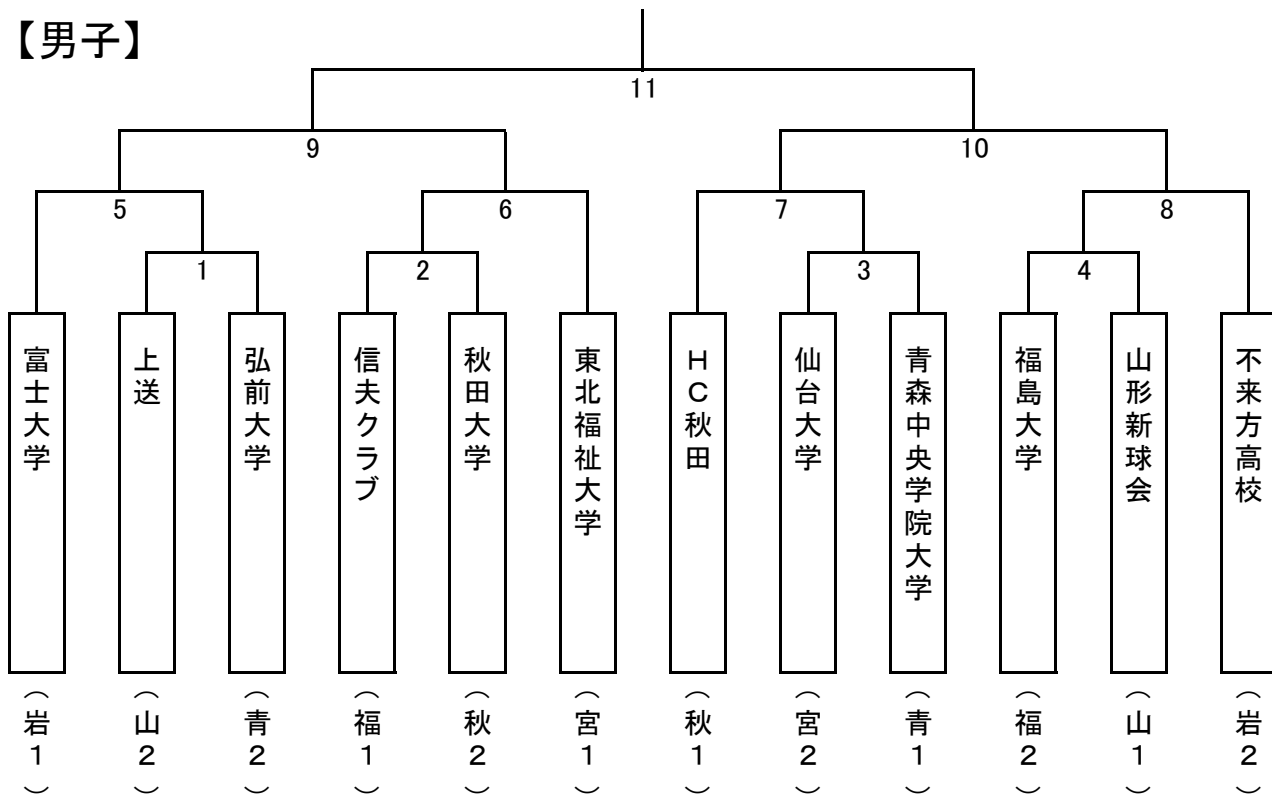 【男子】
11
9
10
5
6
7
8
1
2
3
4
富士大学
上送
弘前大学
信夫クラブ
秋田大学
東北福祉大学
HC秋田
仙台大学
青森中央学院大学
福島大学
山形新球会
不来方高校
（岩1）
（山2）
（青2）
（福1）
（秋2）
（宮1）
（秋1）
（宮2）
（青1）
（福2）
（山1）
（岩2）